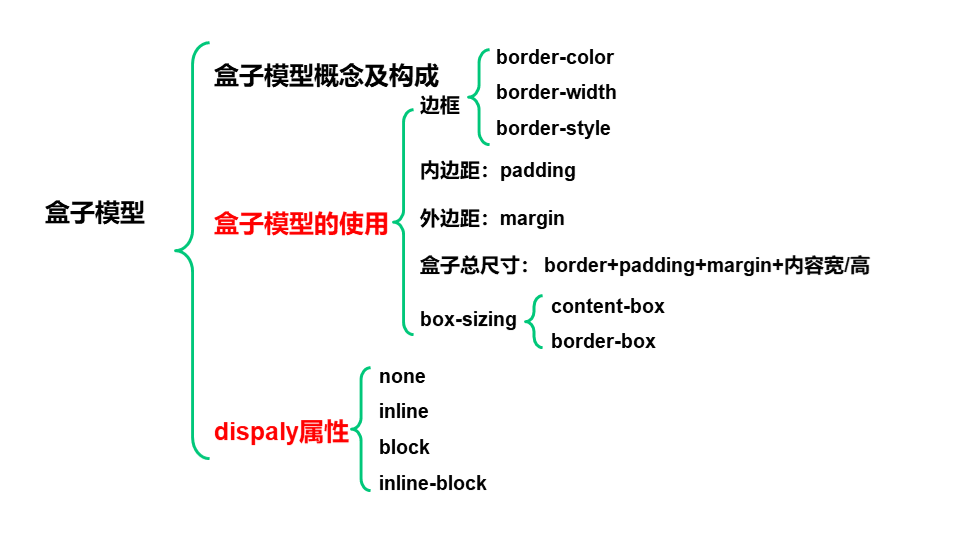 盒子模型
盒子模型概念及构成
盒子模型的使用
边框
border-color
border-width
border-style
内边距：padding
外边距：margin
盒子总尺寸： border+padding+margin+内容宽/高
box-sizing
content-box
border-box
dispaly属性
none
inline
block
inline-block